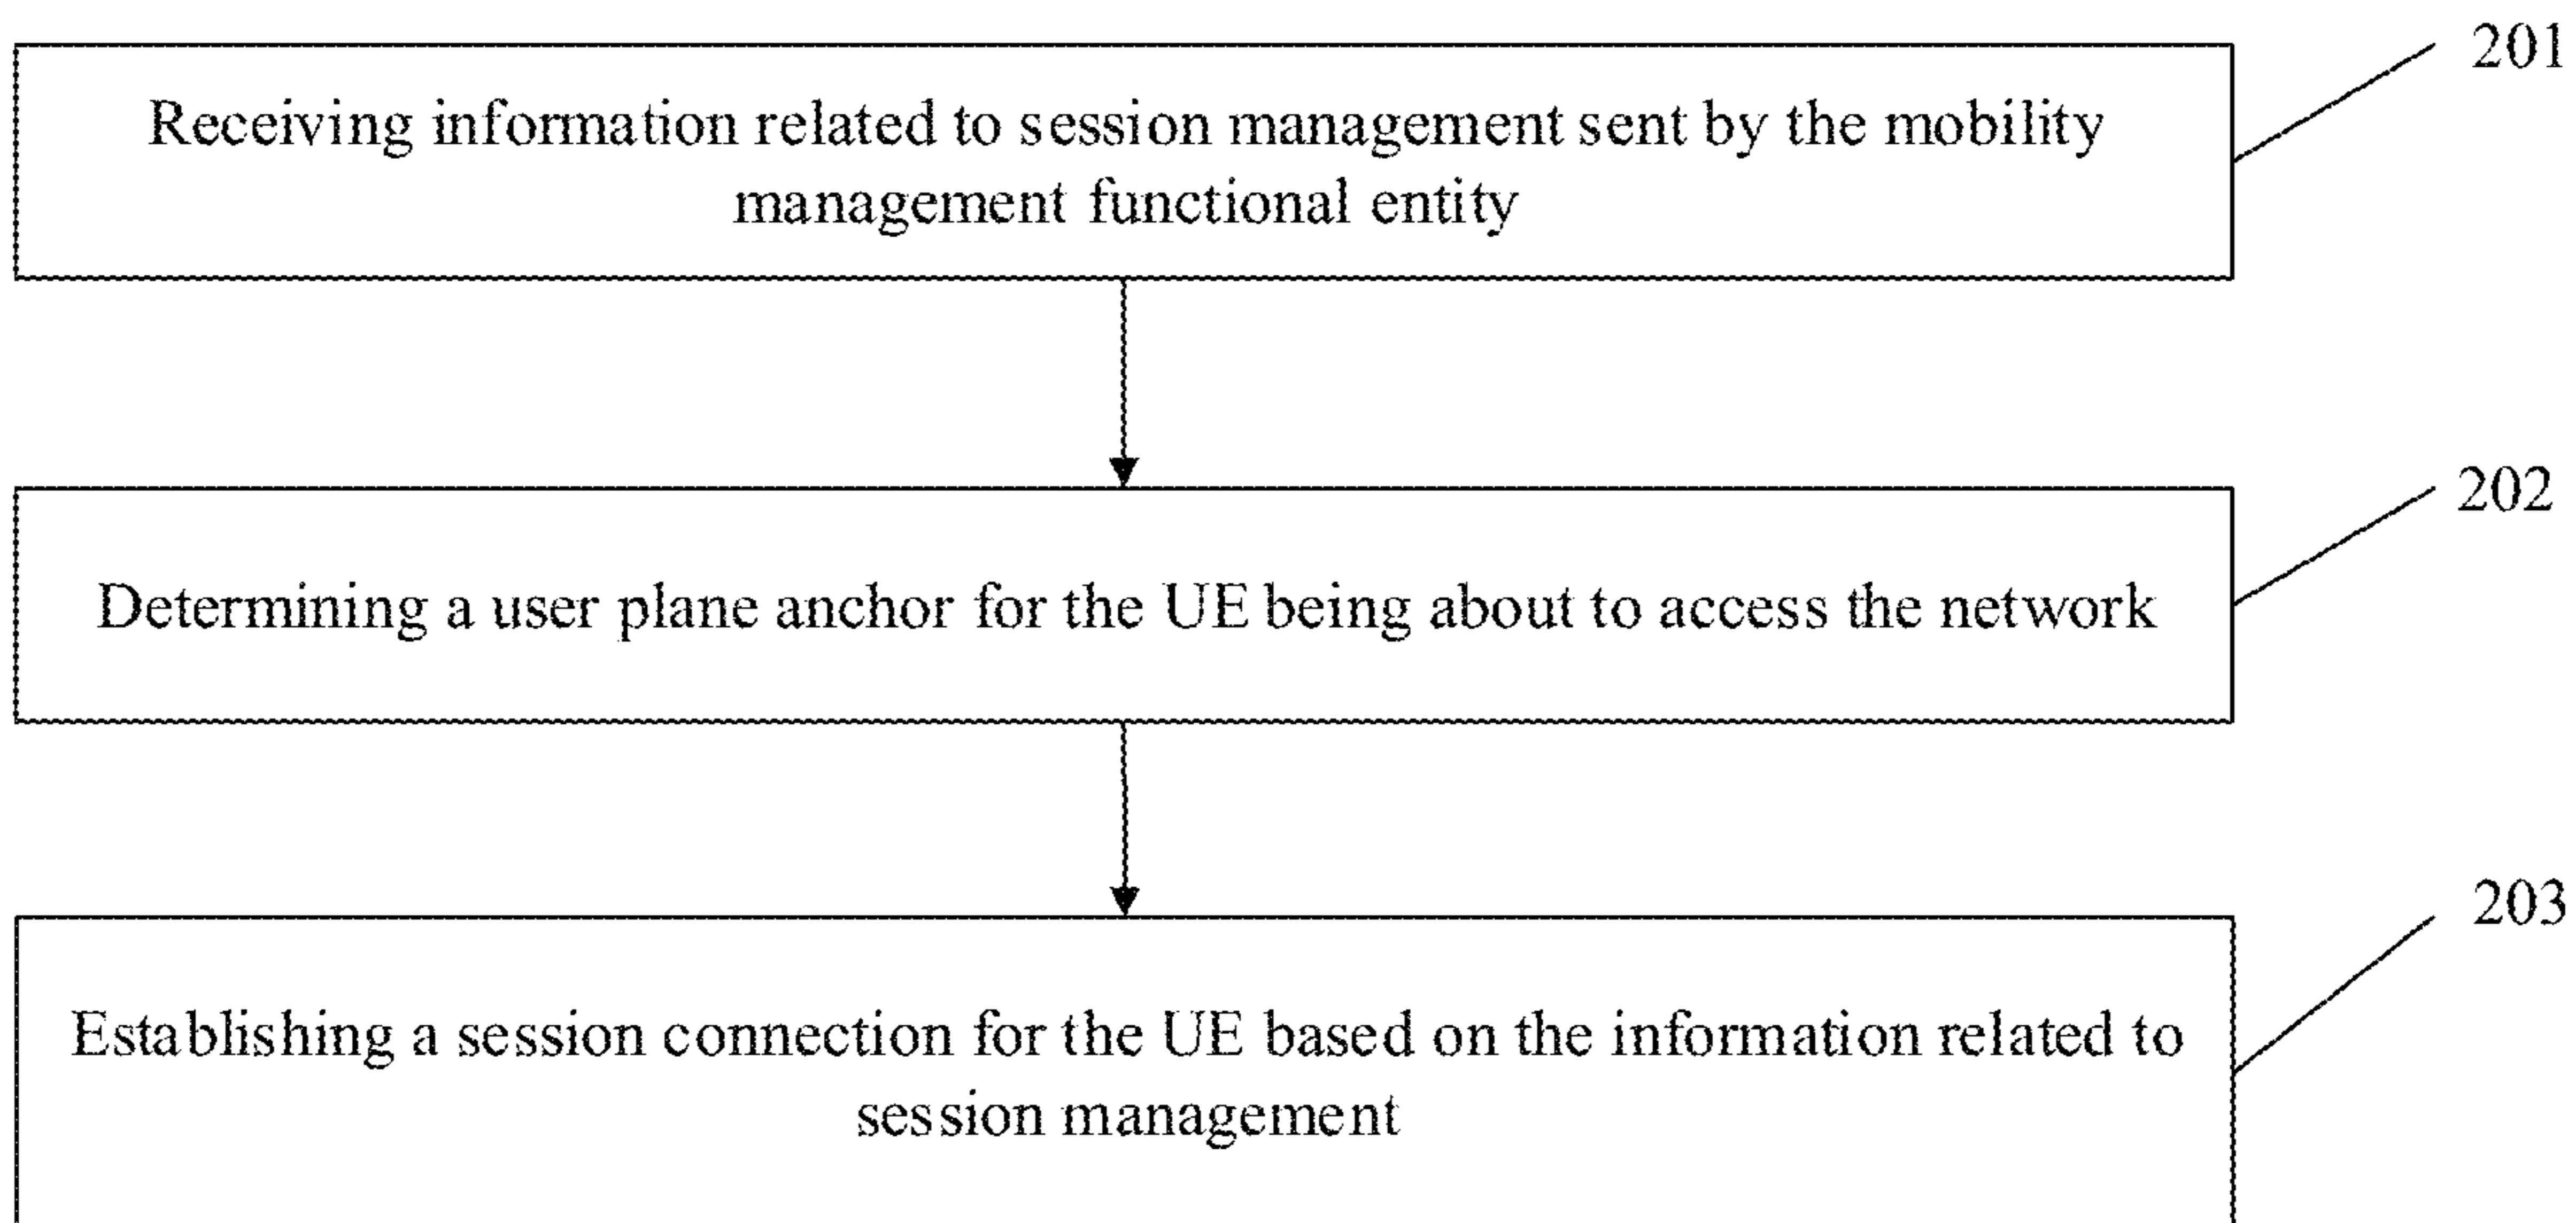 201
Receiving information related to session management sent by the mobility
management functional entity
202
Determining a user plane anchor for the UE being about to access the network
203
Establishing a session connection for the UE based on the information related to
session management